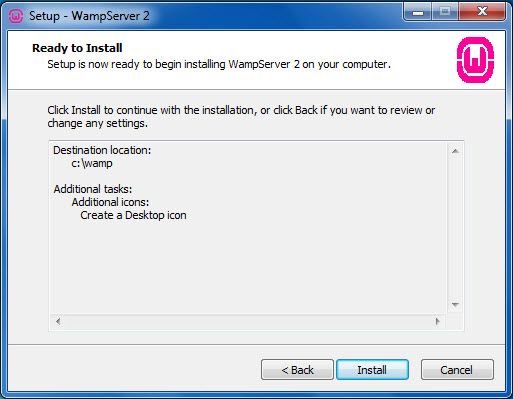 Setup - WampServer 2
Ready to Install
Setup is now ready to begin installing WampServer 2 on your computer.
Click Install to continue with the installation, or click Back if you want to review or
change any settings.
Destination location:
c:\wamp
Additional tasks:
Additional icons:
Create a Desktop icon
< Back
Install
Cancel